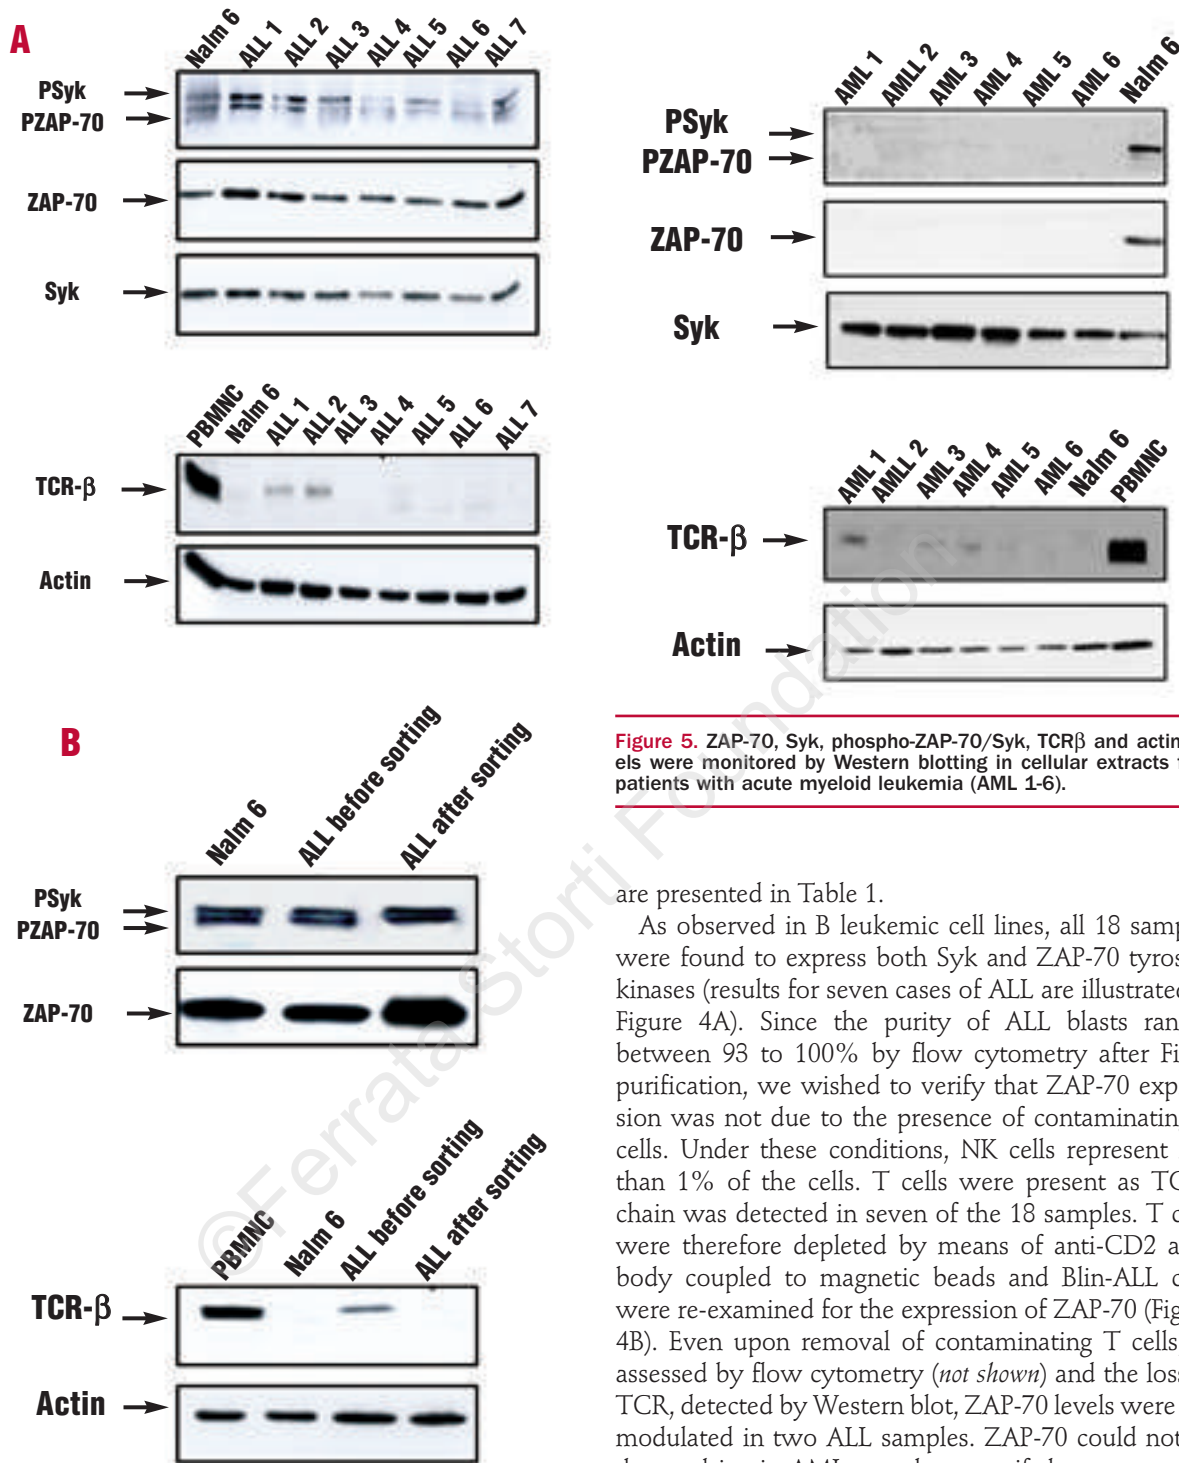 A
Nalm 6 ALL 1 ALL 2 ALL 3 ALL 4 ALL 5 ALL 6 ALL 7
PSyk
PZAP-70
ZAP-70
Syk
PBMNC Nalm 6 ALL 1 ALL 2 ALL 3 ALL 4 ALL 5 ALL 6 ALL 7
TCR-β
Actin
B
Nalm 6 ALL before sorting ALL after sorting
PSyk
PZAP-70
ZAP-70
PBMNC Nalm 6 ALL before sorting ALL after sorting
TCR-β
Actin
AML 1 AMLL 2 AML 3 AML 4 AML 5 AML 6 Nalm 6
PSyk
PZAP-70
ZAP-70
Syk
AML 1 AMLL 2 AML 3 AML 4 AML 5 AML 6 Nalm 6 PBMNC
TCR-β
Actin
Figure 5. ZAP-70, Syk, phospho-ZAP-70/Syk, TCRβ and actin
els were monitored by Western blotting in cellular extracts
patients with acute myeloid leukemia (AML 1-6).
are presented in Table 1.
As observed in B leukemic cell lines, all 18 samp
were found to express both Syk and ZAP-70 tyros
kinases (results for seven cases of ALL are illustrated
Figure 4A). Since the purity of ALL blasts ran
between 93 to 100% by flow cytometry after Fi
purification, we wished to verify that ZAP-70 exp
sion was not due to the presence of contaminating
cells. Under these conditions, NK cells represent
than 1% of the cells. T cells were present as TC
chain was detected in seven of the 18 samples. T c
were therefore depleted by means of anti-CD2 a
body coupled to magnetic beads and Blin-ALL c
were re-examined for the expression of ZAP-70 (Fig
4B). Even upon removal of contaminating T cells
assessed by flow cytometry (not shown) and the loss
TCR, detected by Western blot, ZAP-70 levels were
modulated in two ALL samples. ZAP-70 could not
©Ferrata Storti Foundation